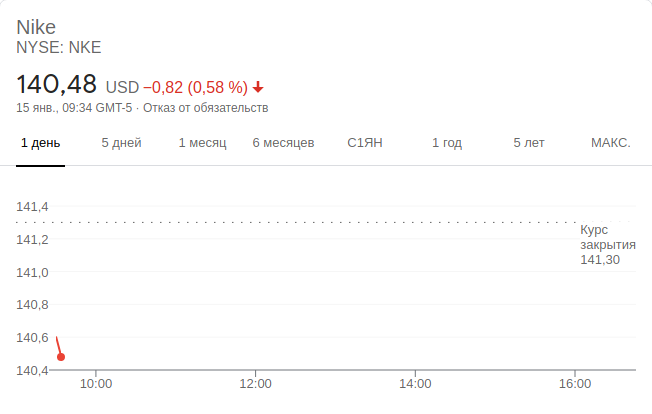 Nike
NYSE: NKE
140,48 USD −0,82 (0,58 %)
15 янв., 09:34 GMT-5 · Отказ от обязательств
1 день 5 дней 1 месяц 6 месяцев С1ЯН 1 год 5 лет МАКС.
141,4
141,2
141,0
140,8
140,6
140,4
Курс
закрытия
141,30
10:00 12:00 14:00 16:00